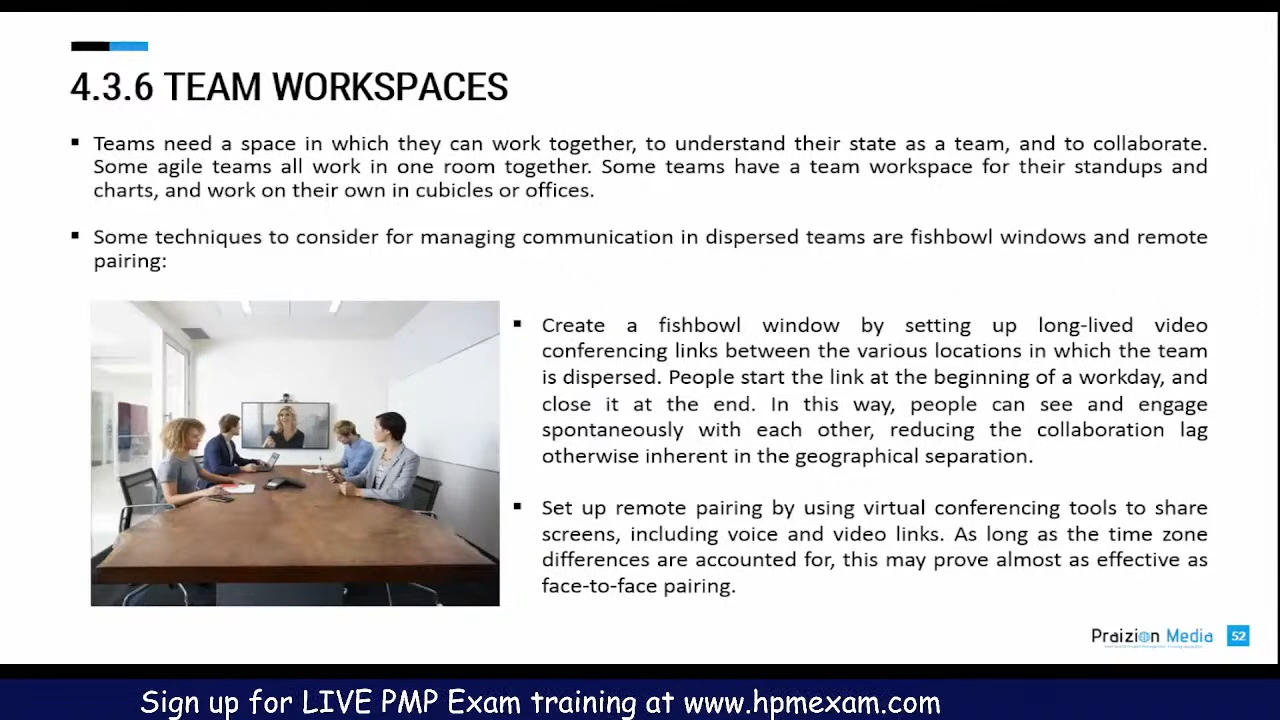 4.3.6 TEAM WORKSPACES
▪ Teams need a space in which they can work together, to understand their state as a team, and to collaborate.
Some agile teams all work in one room together. Some teams have a team workspace for their standups and
charts, and work on their own in cubicles or offices.
▪ Some techniques to consider for managing communication in dispersed teams are fishbowl windows and remote
pairing:
▪ Create a fishbowl window by setting up long-lived video
conferencing links between the various locations in which the team
is dispersed. People start the link at the beginning of a workday, and
close it at the end. In this way, people can see and engage
spontaneously with each other, reducing the collaboration lag
otherwise inherent in the geographical separation.
▪ Set up remote pairing by using virtual conferencing tools to share
screens, including voice and video links. As long as the time zone
differences are accounted for, this may prove almost as effective as
face-to-face pairing.
Praizion Media 52
Sign up for LIVE PMP Exam training at www.hpmexam.com